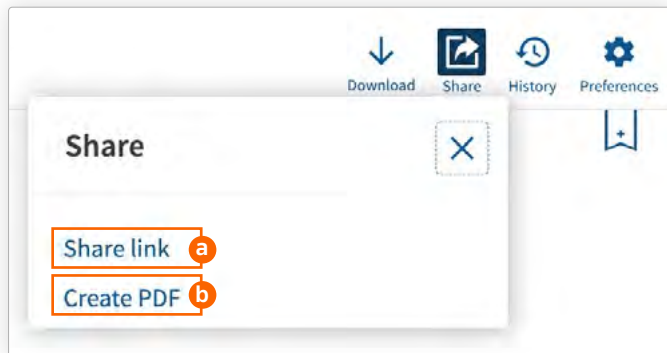 Download Share History Preferences
Share
Share link a
Create PDF b